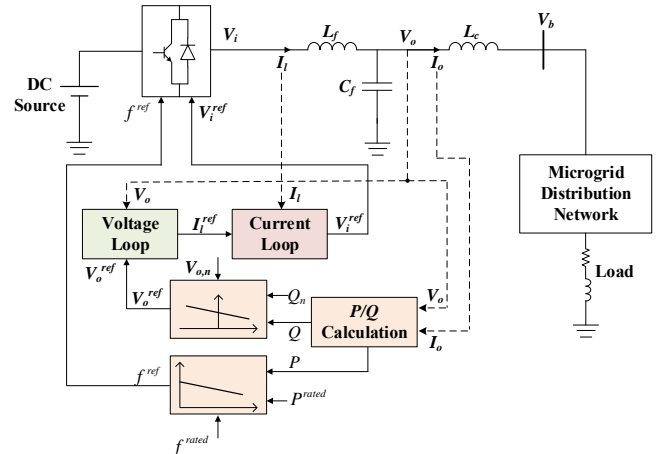 V_i
L_f
V_o
L_c
V_b
I_l
I_o
DC
Source
C_f
f^ref
V_i^ref
Microgrid
Distribution
Network
V_o
I_l
Voltage
Loop
I_l^ref
Current
Loop
V_i^ref
Load
V_o^ref
V_{o,n}
V_o^ref
Q_n
Q
P/Q
Calculation
V_o
I_o
f^ref
P
P^rated
f^rated